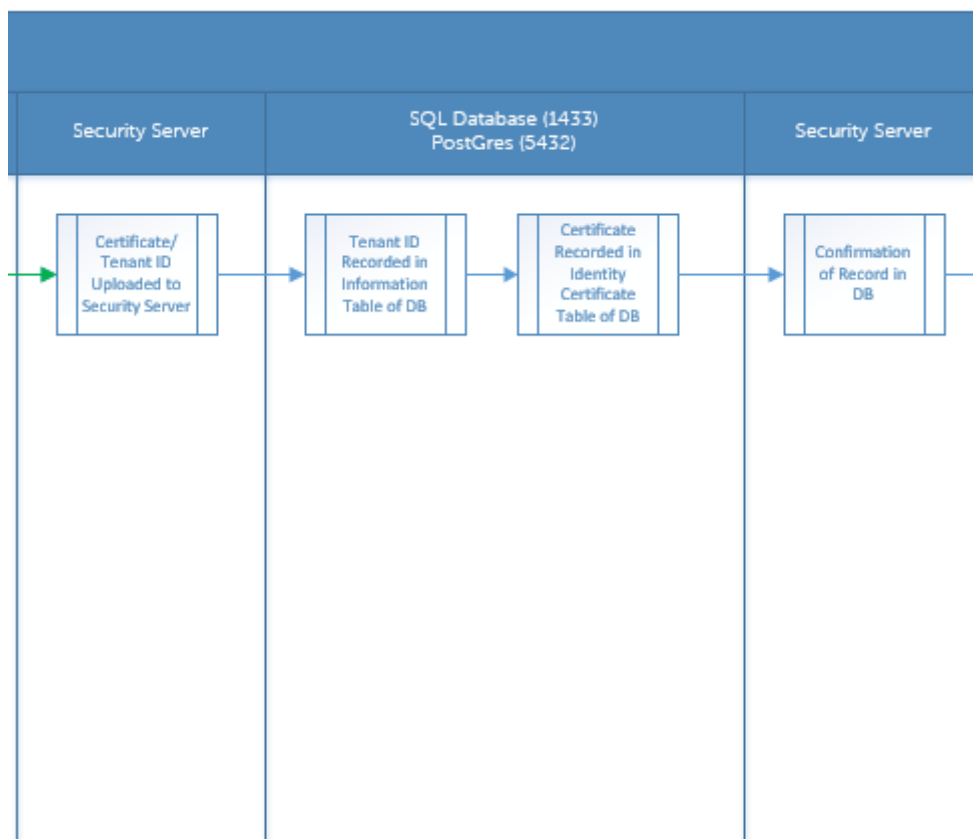 Security Server
SQL Database (1433)
PostGres (5432)
Security Server
Certificate/
Tenant ID
Uploaded to
Security Server
Tenant ID
Recorded in
Information
Table of DB
Certificate
Recorded in
Identity
Certificate
Table of DB
Confirmation
of Record in
DB